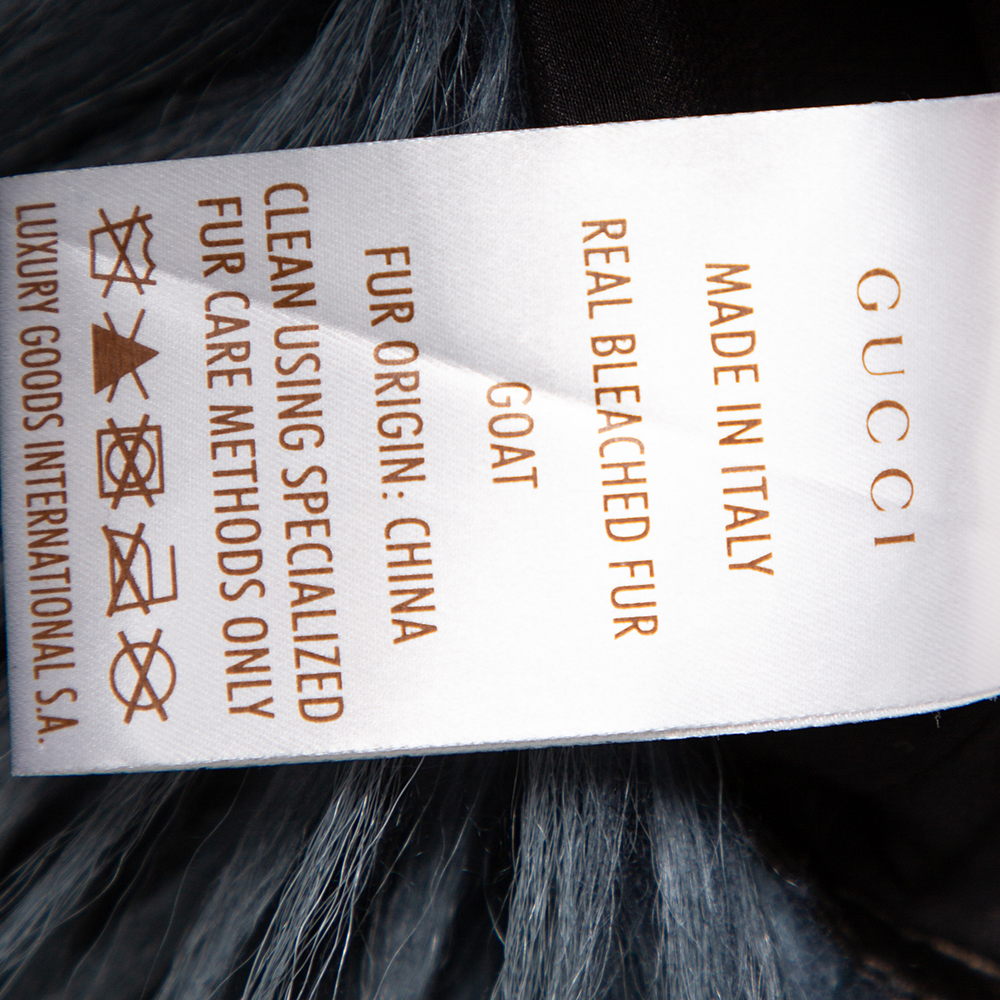 GUCCI
MADE IN ITALY
REAL BLEACHED FUR
GOAT
FUR ORIGIN: CHINA
CLEAN USING SPECIALIZED
FUR CARE METHODS ONLY
LUXURY GOODS INTERNATIONAL S.A.